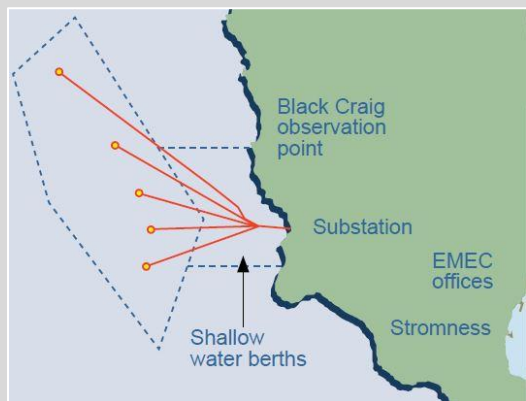 Black Craig
observation
point
Substation
EMEC
offices
Stromness
Shallow
water berths